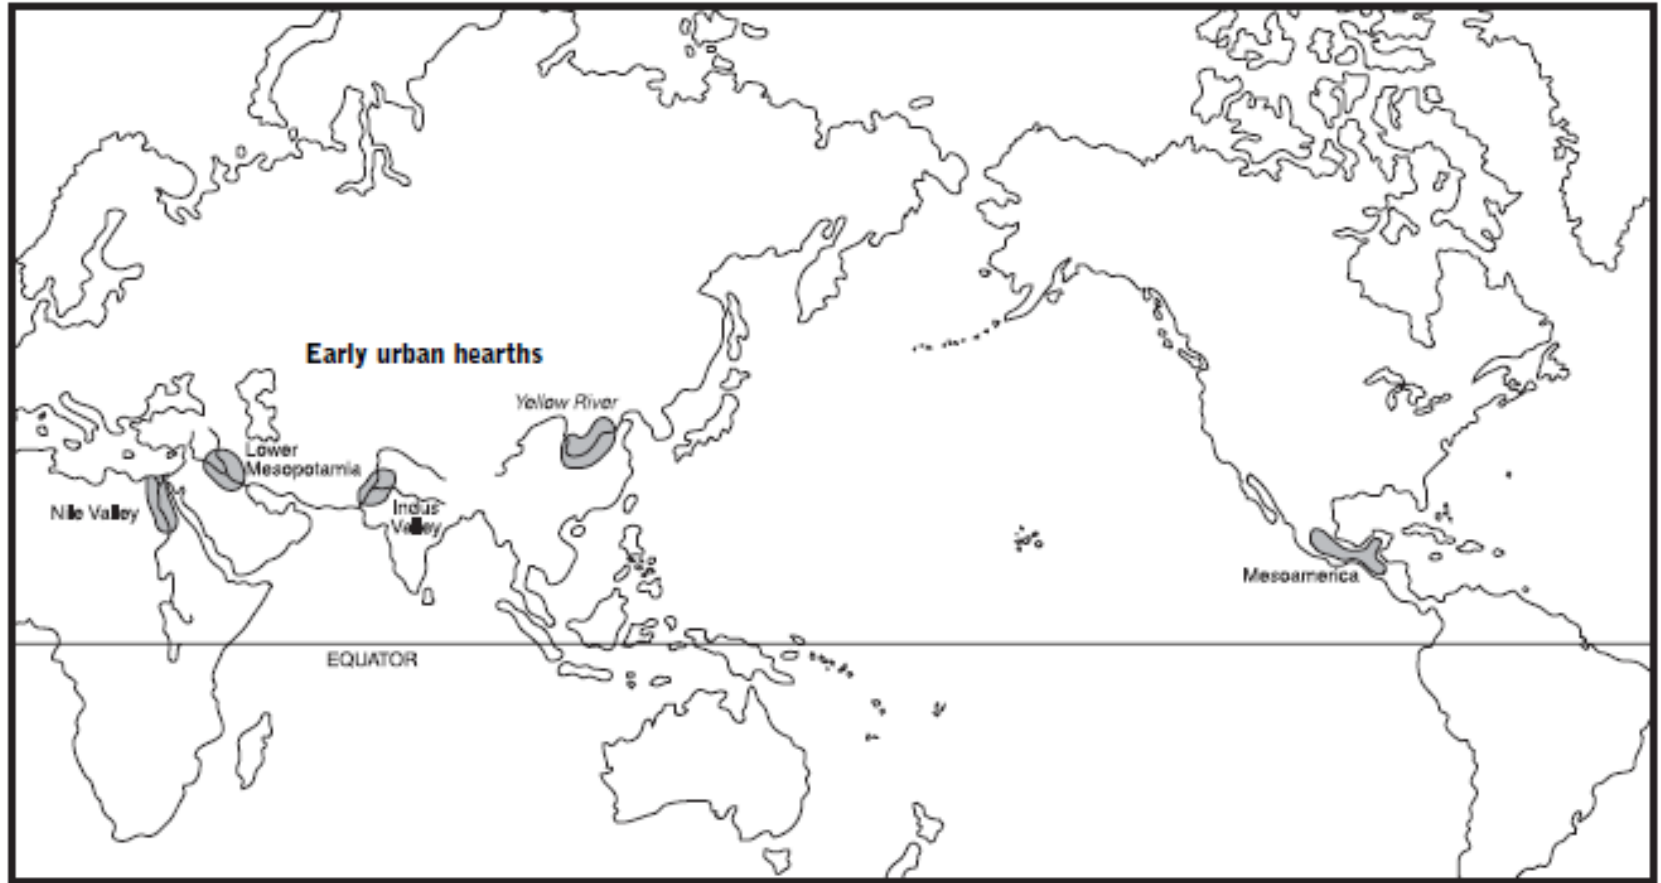 Early urban hearths
Yellow River
Lower
Mesopotamia
Nile Valley
Indus
Valley
Mesoamerica
EQUATOR